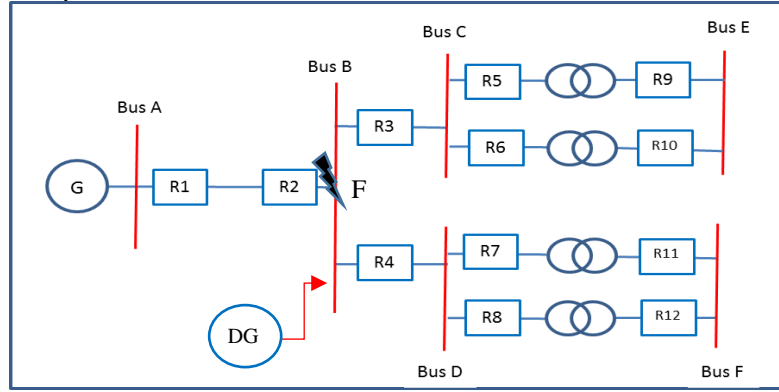 Bus A
Bus B
Bus C
Bus E
G
R1
R2
F
R3
R4
R5
R6
R9
R10
DG
R7
R8
R11
R12
Bus D
Bus F